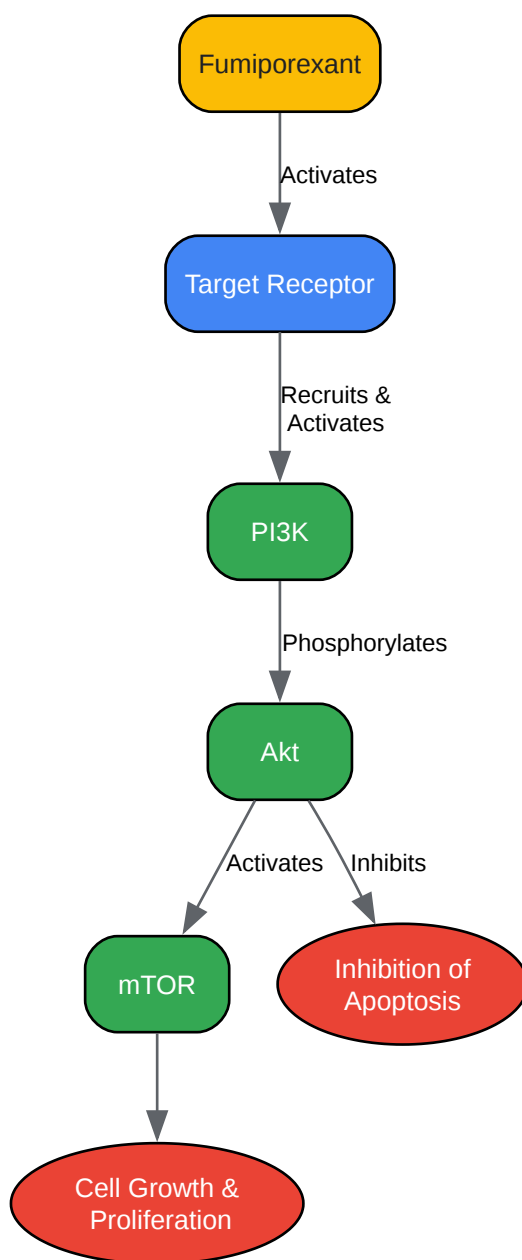 Fumiporexant
Activates
Target Receptor
Recruits &
Activates
PI3K
Phosphorylates
Akt
Activates
Inhibits
mTOR
Inhibition of
Apoptosis
Cell Growth &
Proliferation